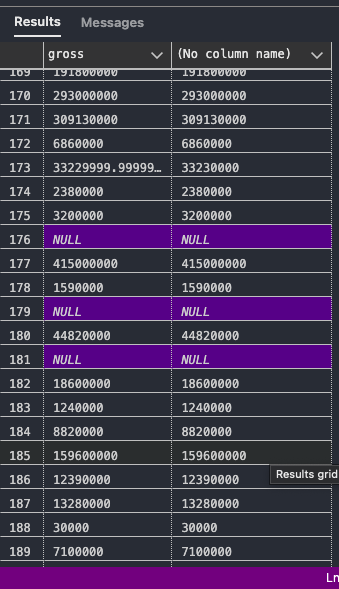 Results Messages
gross (No column name)
169 191800000 191800000
170 293000000 293000000
171 309130000 309130000
172 6860000 6860000
173 33229999.99999… 33230000
174 2380000 2380000
175 3200000 3200000
176 NULL NULL
177 415000000 415000000
178 1590000 1590000
179 NULL NULL
180 44820000 44820000
181 NULL NULL
182 18600000 18600000
183 1240000 1240000
184 8820000 8820000
185 159600000 159600000
186 12390000 12390000
Results grid
187 13280000 13280000
188 30000 30000
189 7100000 7100000
Ln